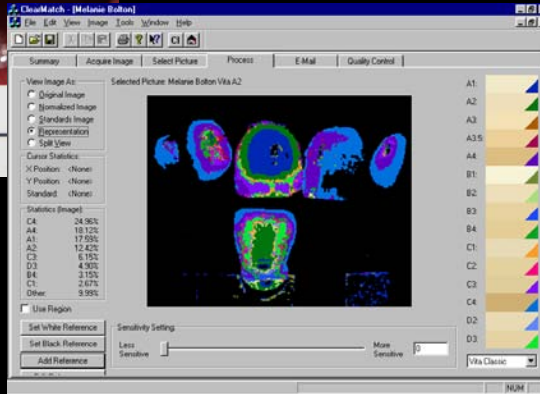 ClearMatch - [Melanie Bolton]
File Edit View Image Tools Window Help
CI
Summary Acquire Image Select Picture Process E-Mail Quality Control
View Image As:
Original Image
Normalized Image
Standards Image
Representation
Split View
Cursor Statistics:
X Position: <None>
Y Position: <None>
Standard: <None>
Statistics (Image):
C4: 24.96%
A4: 18.12%
A1: 17.59%
A2: 12.42%
C3: 6.15%
D3: 4.90%
B4: 3.15%
C1: 2.67%
Other: 9.99%
Use Region
Set White Reference
Set Black Reference
Add Reference
Selected Picture: Melanie Bolton Vita A2
Sensitivity Setting:
Less Sensitive
More Sensitive
0
A1:
A2:
A3:
A3.5:
A4:
B1:
B2:
B3:
B4:
C1:
C2:
C3:
C4:
D2:
D3:
Vita Classic
NUM